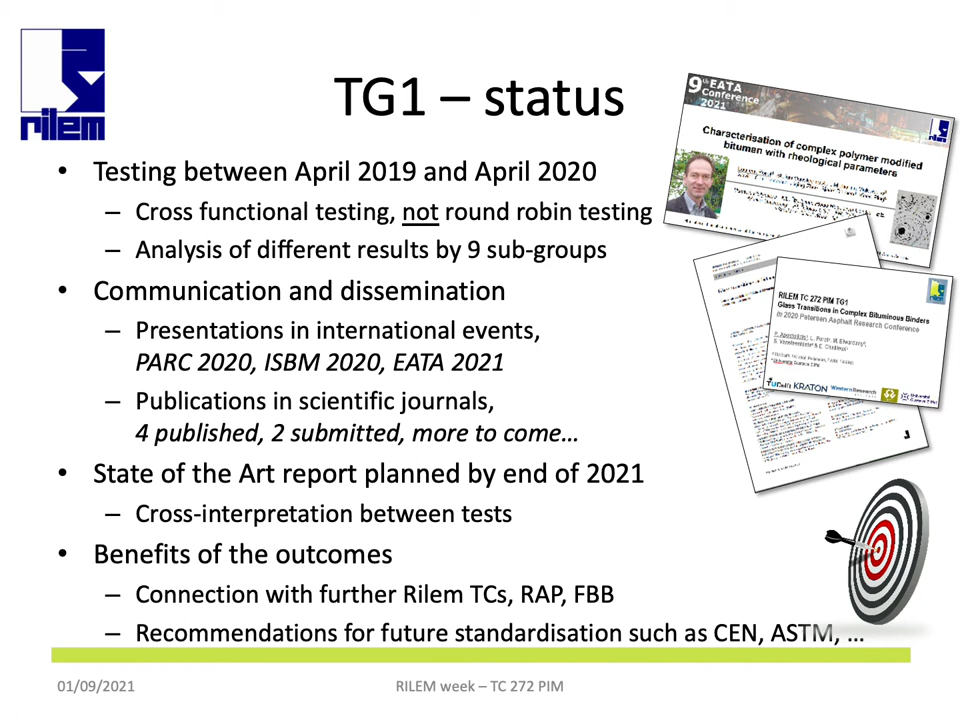 rilem
TG1 – status
• Testing between April 2019 and April 2020
– Cross functional testing, not round robin testing
– Analysis of different results by 9 sub-groups
• Communication and dissemination
– Presentations in international events,
PARC 2020, ISBM 2020, EATA 2021
– Publications in scientific journals,
4 published, 2 submitted, more to come…
• State of the Art report planned by end of 2021
– Cross-interpretation between tests
• Benefits of the outcomes
– Connection with further Rilem TCs, RAP, FBB
– Recommendations for future standardisation such as CEN, ASTM, …
9th EATA
Conference
2021
Characterisation of complex polymer modified
bitumen with rheological parameters
RILEM TC 272 PIM TG1
Glass Transitions in Complex Bituminous Binders
in 2020 Petersen Asphalt Research Conference
KRATON
Western Research
01/09/2021
RILEM week – TC 272 PIM